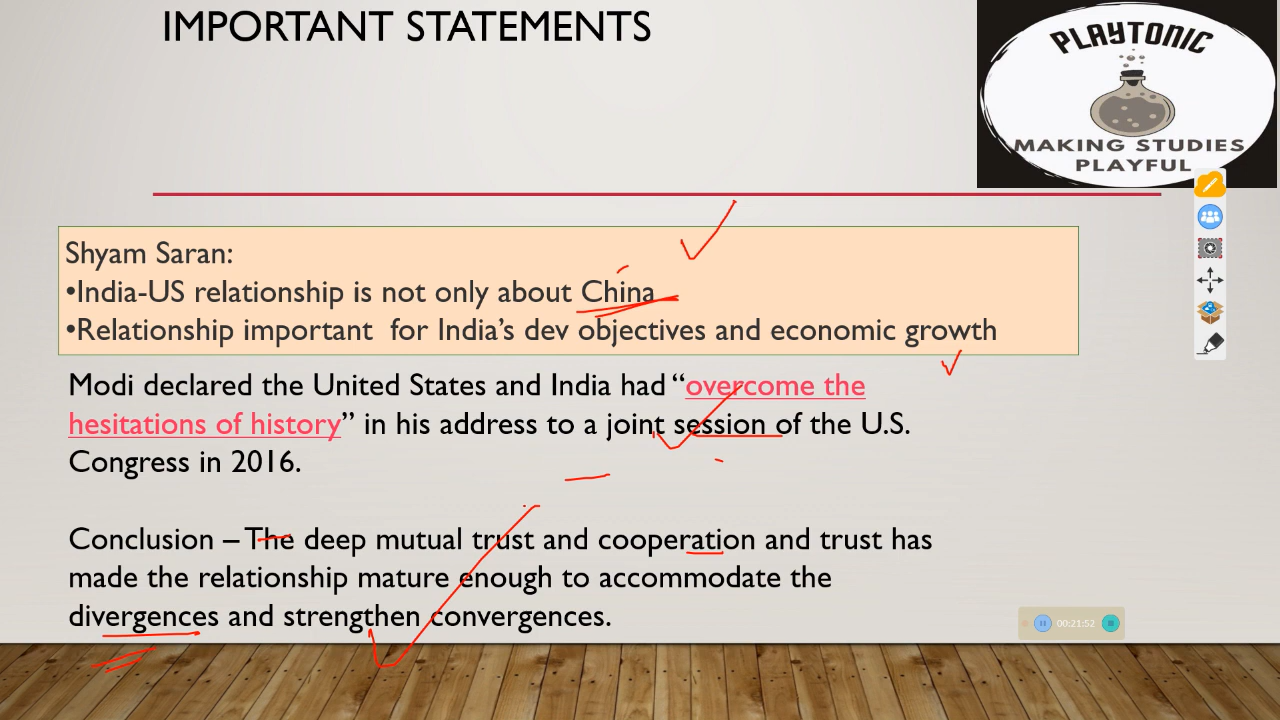 IMPORTANT STATEMENTS
PLAYTONIC
MAKING STUDIES
PLAYFUL
Shyam Saran:
•India-US relationship is not only about China
•Relationship important  for India’s dev objectives and economic growth
Modi declared the United States and India had “overcome the
hesitations of history” in his address to a joint session of the U.S.
Congress in 2016.
Conclusion – The deep mutual trust and cooperation and trust has
made the relationship mature enough to accommodate the
divergences and strengthen convergences.
00:21:52